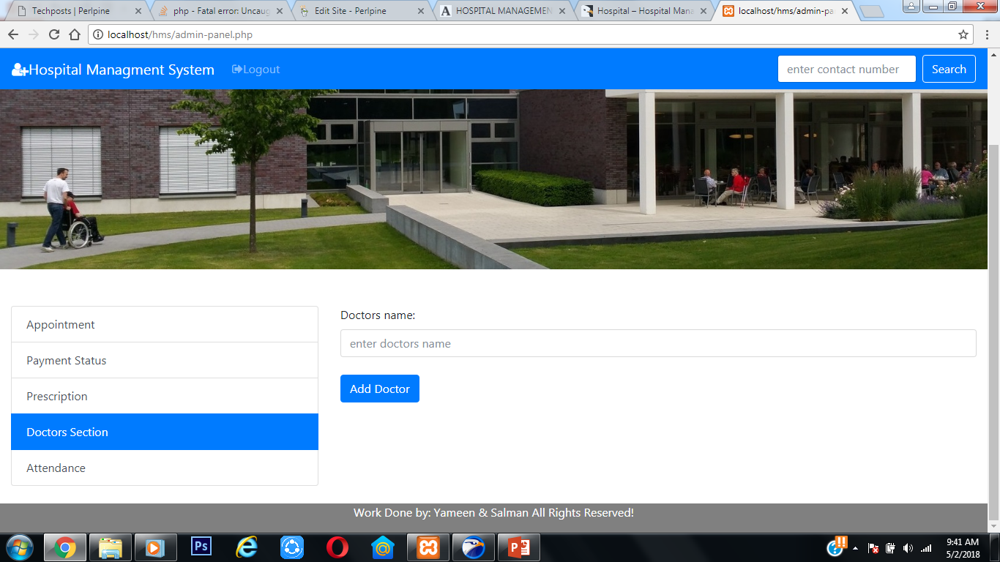 Techposts | Perlpine
php - Fatal error: Uncaug
Edit Site - Perlpine
HOSPITAL MANAGEMEN
Hospital – Hospital Mana
localhost/hms/admin-pa
localhost/hms/admin-panel.php
Hospital Managment System
Logout
enter contact number
Search
Appointment
Payment Status
Prescription
Doctors Section
Attendance
Doctors name:
enter doctors name
Add Doctor
Work Done by: Yameen & Salman All Rights Reserved!
Ps
9:41 AM
5/2/2018